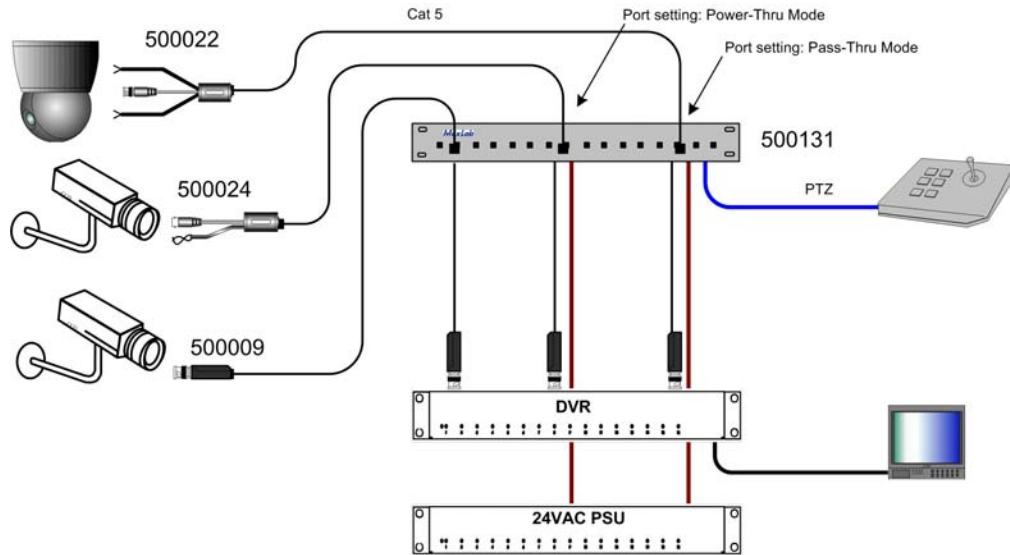 Cat 5
Port setting: Power-Thru Mode
500022
Port setting: Pass-Thru Mode
MuxLab
500131
500024
PTZ
500009
DVR
24VAC PSU